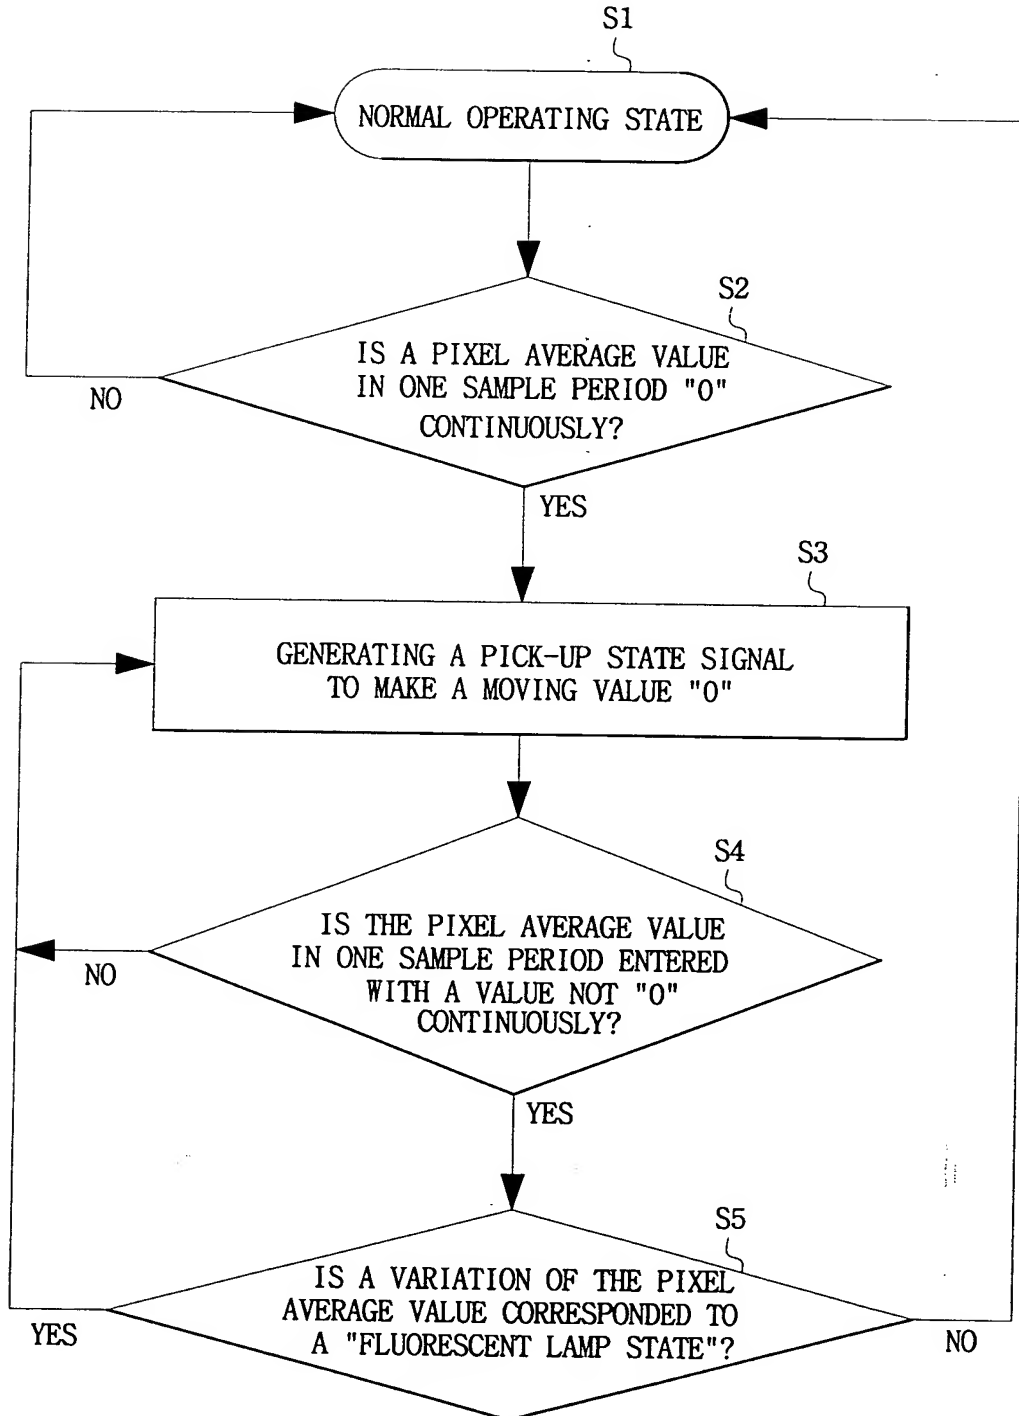 S1
NORMAL OPERATING STATE
S2
IS A PIXEL AVERAGE VALUE
IN ONE SAMPLE PERIOD "0"
CONTINUOUSLY?
NO
YES
S3
GENERATING A PICK-UP STATE SIGNAL
TO MAKE A MOVING VALUE "0"
S4
IS THE PIXEL AVERAGE VALUE
IN ONE SAMPLE PERIOD ENTERED
WITH A VALUE NOT "0"
CONTINUOUSLY?
NO
YES
S5
IS A VARIATION OF THE PIXEL
AVERAGE VALUE CORRESPONDED TO
A "FLUORESCENT LAMP STATE"?
YES
NO